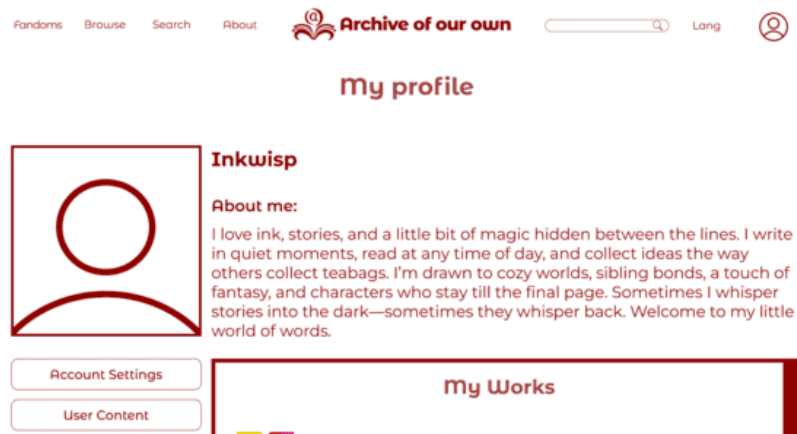 Fandoms Browse Search About Archive of our own Lang
My profile
Inkwisp
About me:
I love ink, stories, and a little bit of magic hidden between the lines. I write
in quiet moments, read at any time of day, and collect ideas the way
others collect teabags. I'm drawn to cozy worlds, sibling bonds, a touch of
fantasy, and characters who stay till the final page. Sometimes I whisper
stories into the dark—sometimes they whisper back. Welcome to my little
world of words.
Account Settings
User Content
My Works